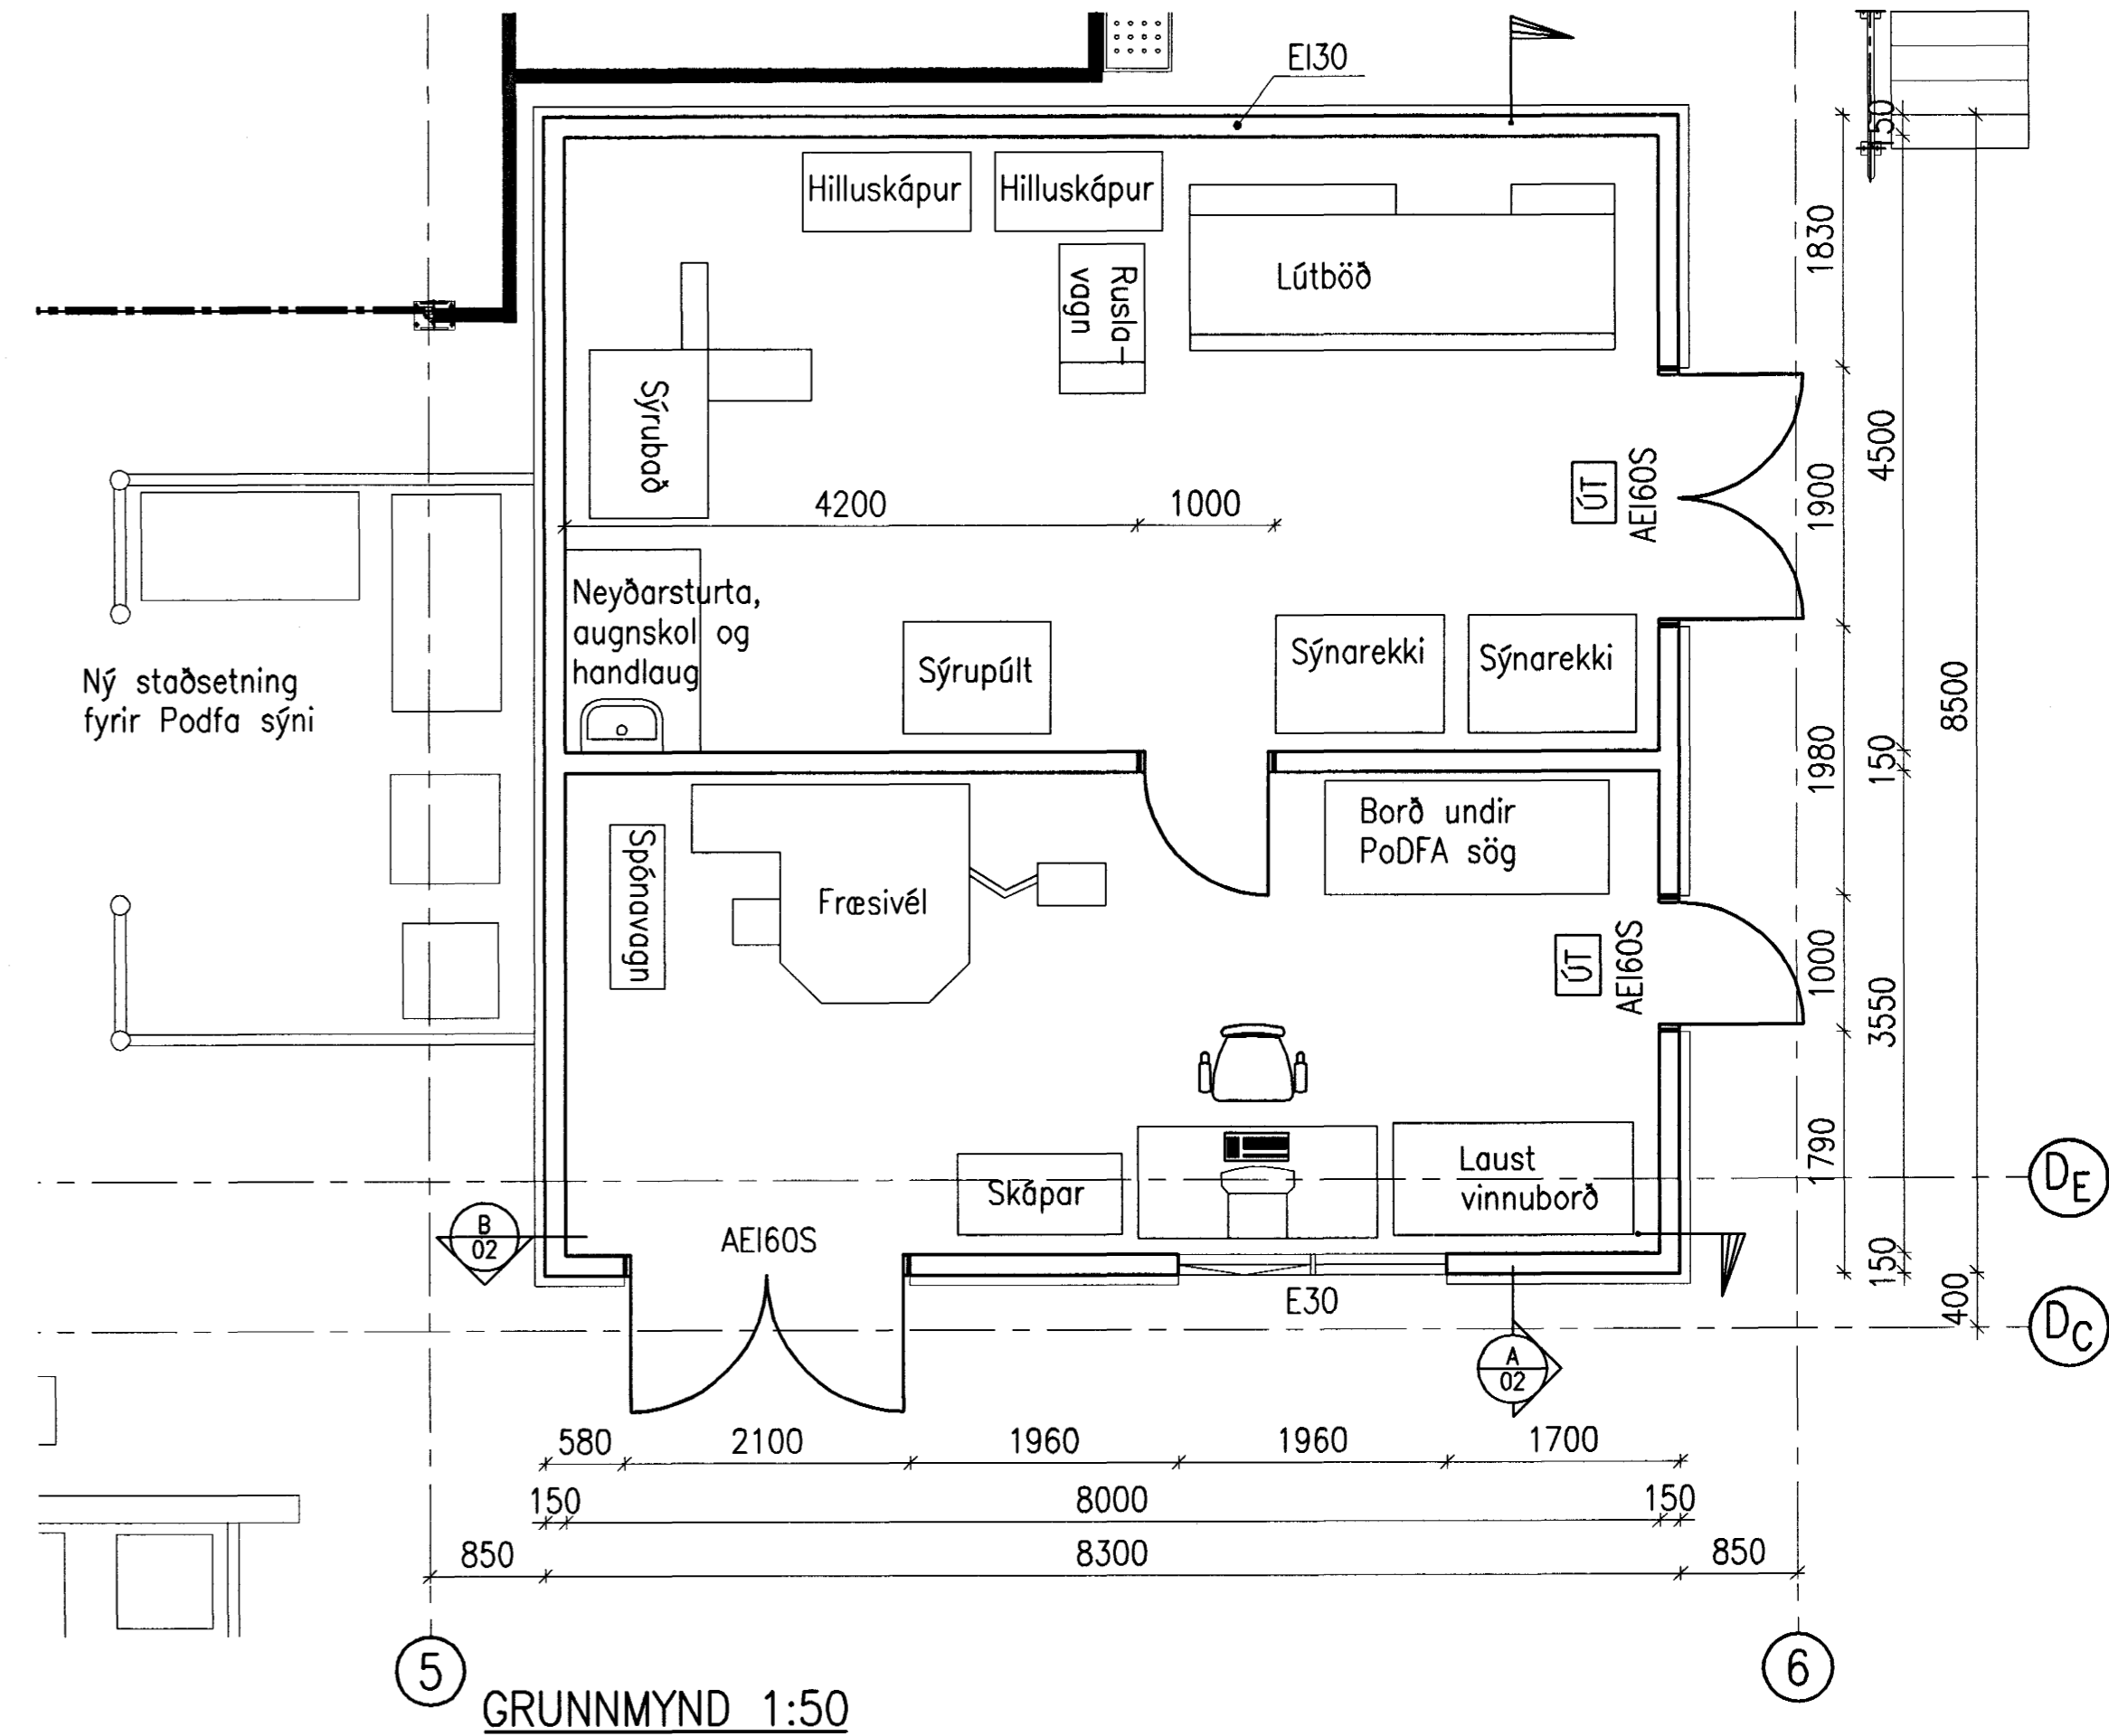 EI30
Hilluskápur
Hilluskápur
Lútböð
Rusla-
vagn
Sýrubað
4200
1000
ÚT
AEI60S
Neyðarsturta,
augnskol og
handlaug
Sýrupúlt
Sýnarekki
Sýnarekki
Ný staðsetning
fyrir Podfa sýni
Spónavagn
Fræsivél
Borð undir
PoDFA sög
ÚT
AEI60S
Skápar
Laust
vinnuborð
B
02
AEI60S
E30
A
02
150
1830
4500
1900
8500
1980
150
1000
3550
1790
150
400
DE
DC
580
2100
1960
1960
1700
150
8000
150
850
8300
850
5
6
GRUNNMYND 1:50